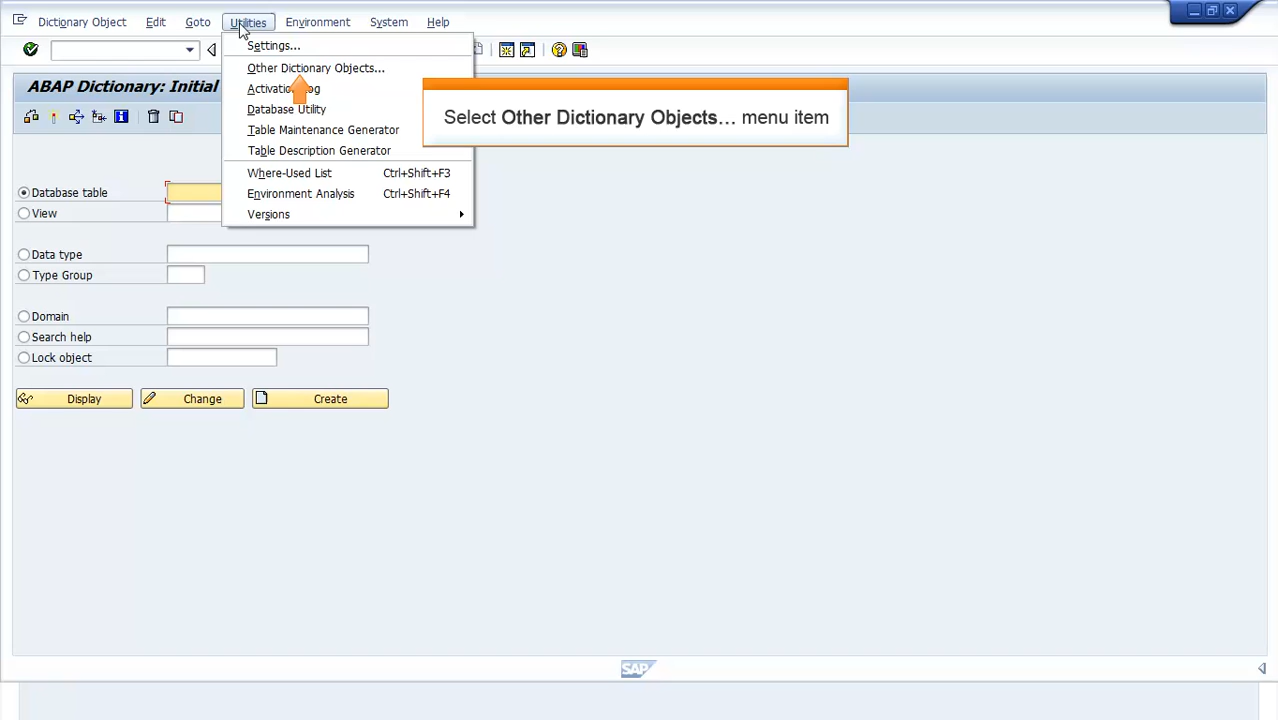 Dictionary Object Edit Goto Utilities Environment System Help
Settings...
Other Dictionary Objects...
ABAP Dictionary: Initial
Database Utility
Select Other Dictionary Objects... menu item
Table Maintenance Generator
Table Description Generator
Where-Used List Ctrl+Shift+F3
Environment Analysis Ctrl+Shift+F4
Versions
Database table
View
Data type
Type Group
Domain
Search help
Lock object
Display Change Create
SAP